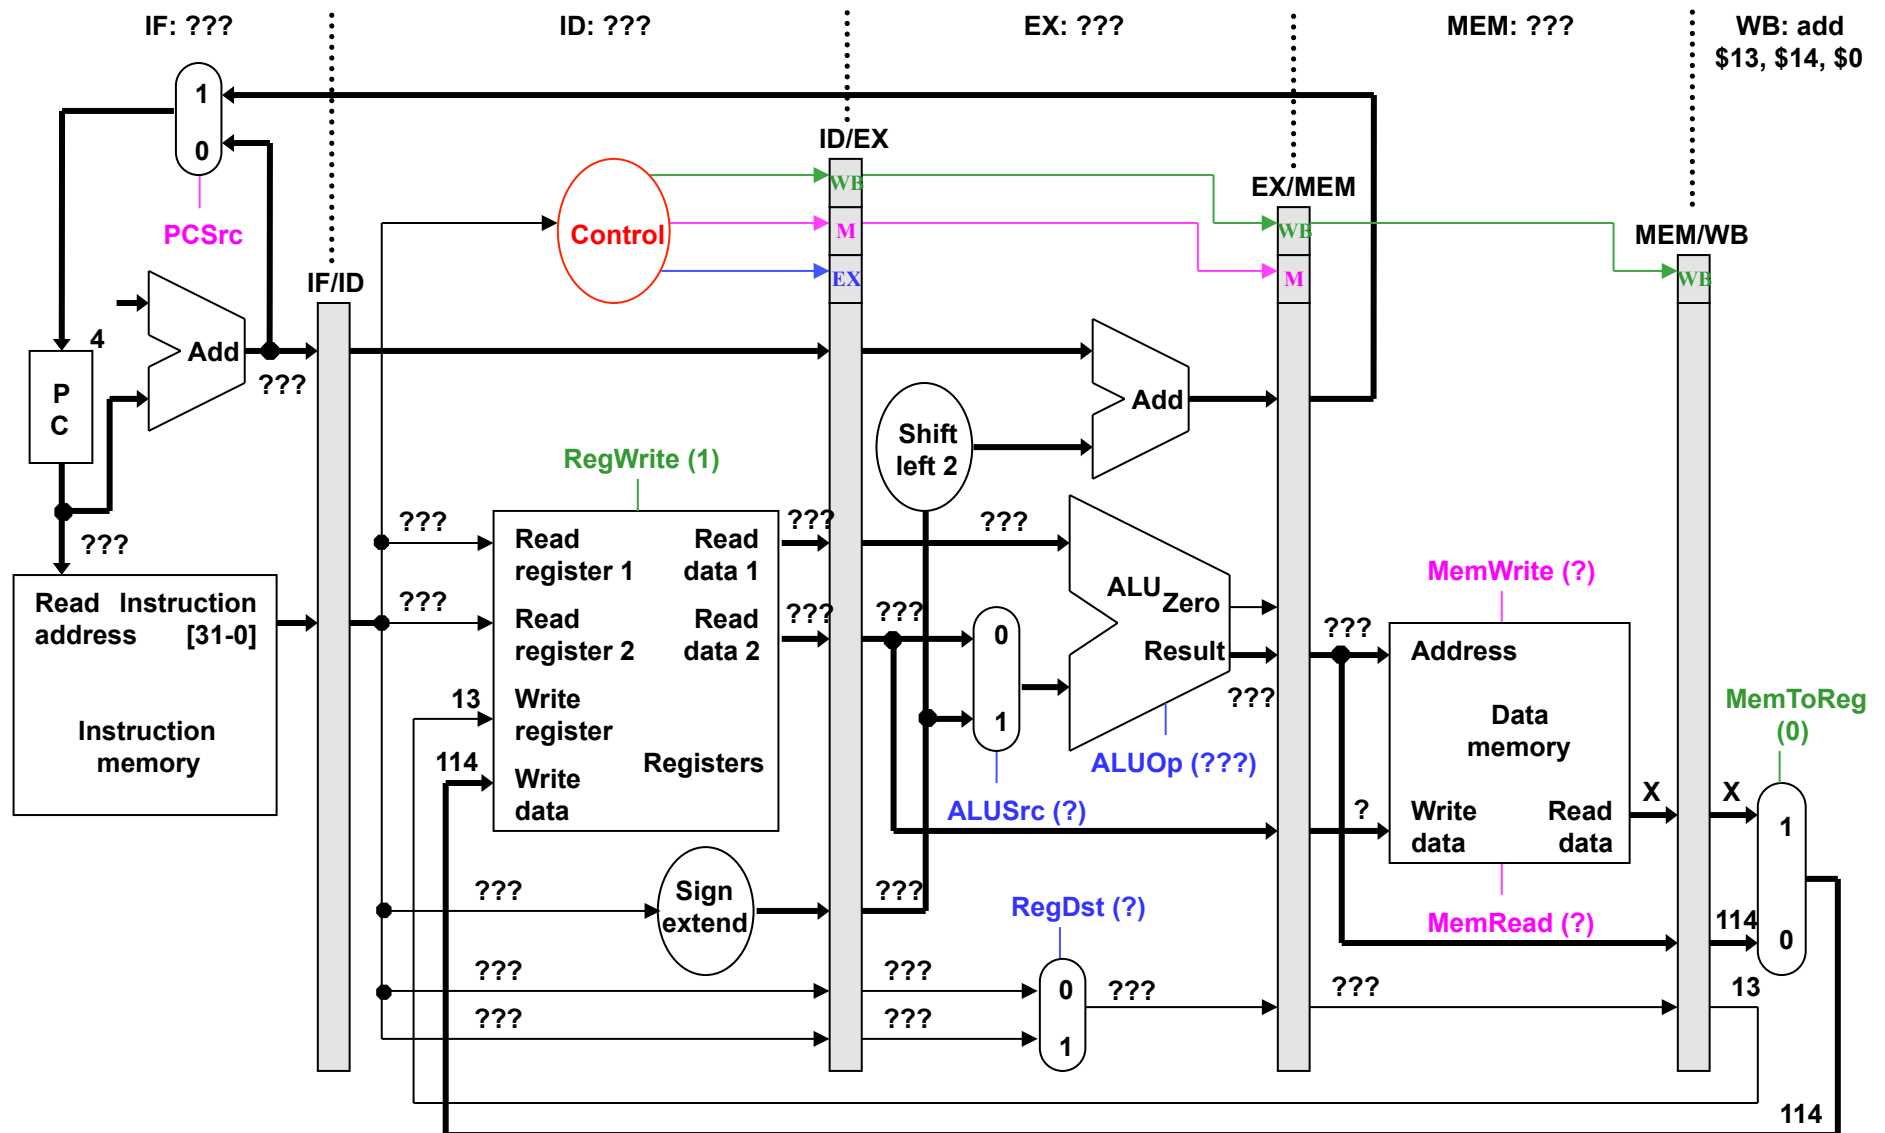 IF: ???
ID: ???
EX: ???
MEM: ???
WB: add
$13, $14, $0
1
0
PCSrc
ID/EX
WB
M
EX
Control
EX/MEM
WB
M
MEM/WB
WB
IF/ID
4
Add
???
P
C
Add
Shift
left 2
RegWrite (1)
???
???
Read
address
Instruction
[31-0]
Instruction
memory
???
Read
register 1
Read
data 1
???
???
Read
register 2
Read
data 2
???
13
Write
register
114
Write
data
Registers
???
???
0
1
ALU
Zero
Result
???
ALUOp (???)
ALUSrc (?)
MemWrite (?)
???
Address
Data
memory
?
Write
data
Read
data
X
X
MemToReg
(0)
1
0
114
MemRead (?)
???
Sign
extend
???
RegDst (?)
???
???
0
1
???
???
???
???
13
114